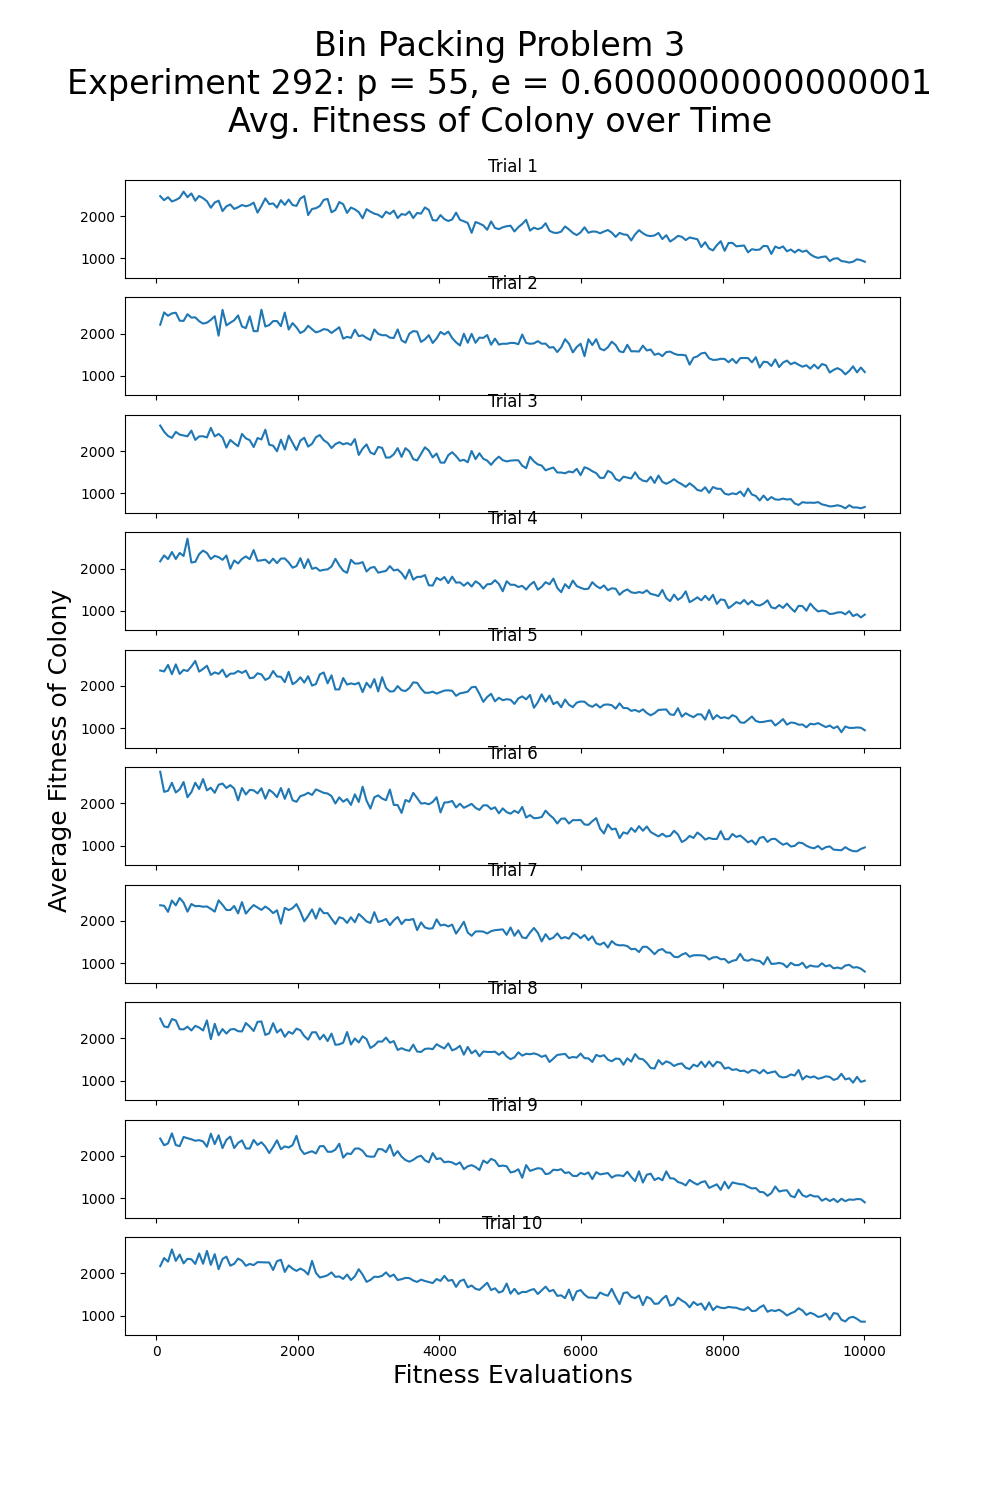 Bin Packing Problem 3
Experiment 292: p = 55, e = 0.6000000000000001
Avg. Fitness of Colony over Time
Trial 1
2000
1000
Trial 2
2000
1000
Trial 3
2000
1000
Trial 4
2000
1000
Trial 5
2000
1000
Trial 6
2000
1000
Trial 7
2000
1000
Trial 8
2000
1000
Trial 9
2000
1000
Trial 10
2000
1000
0 2000 4000 6000 8000 10000
Fitness Evaluations
Average Fitness of Colony